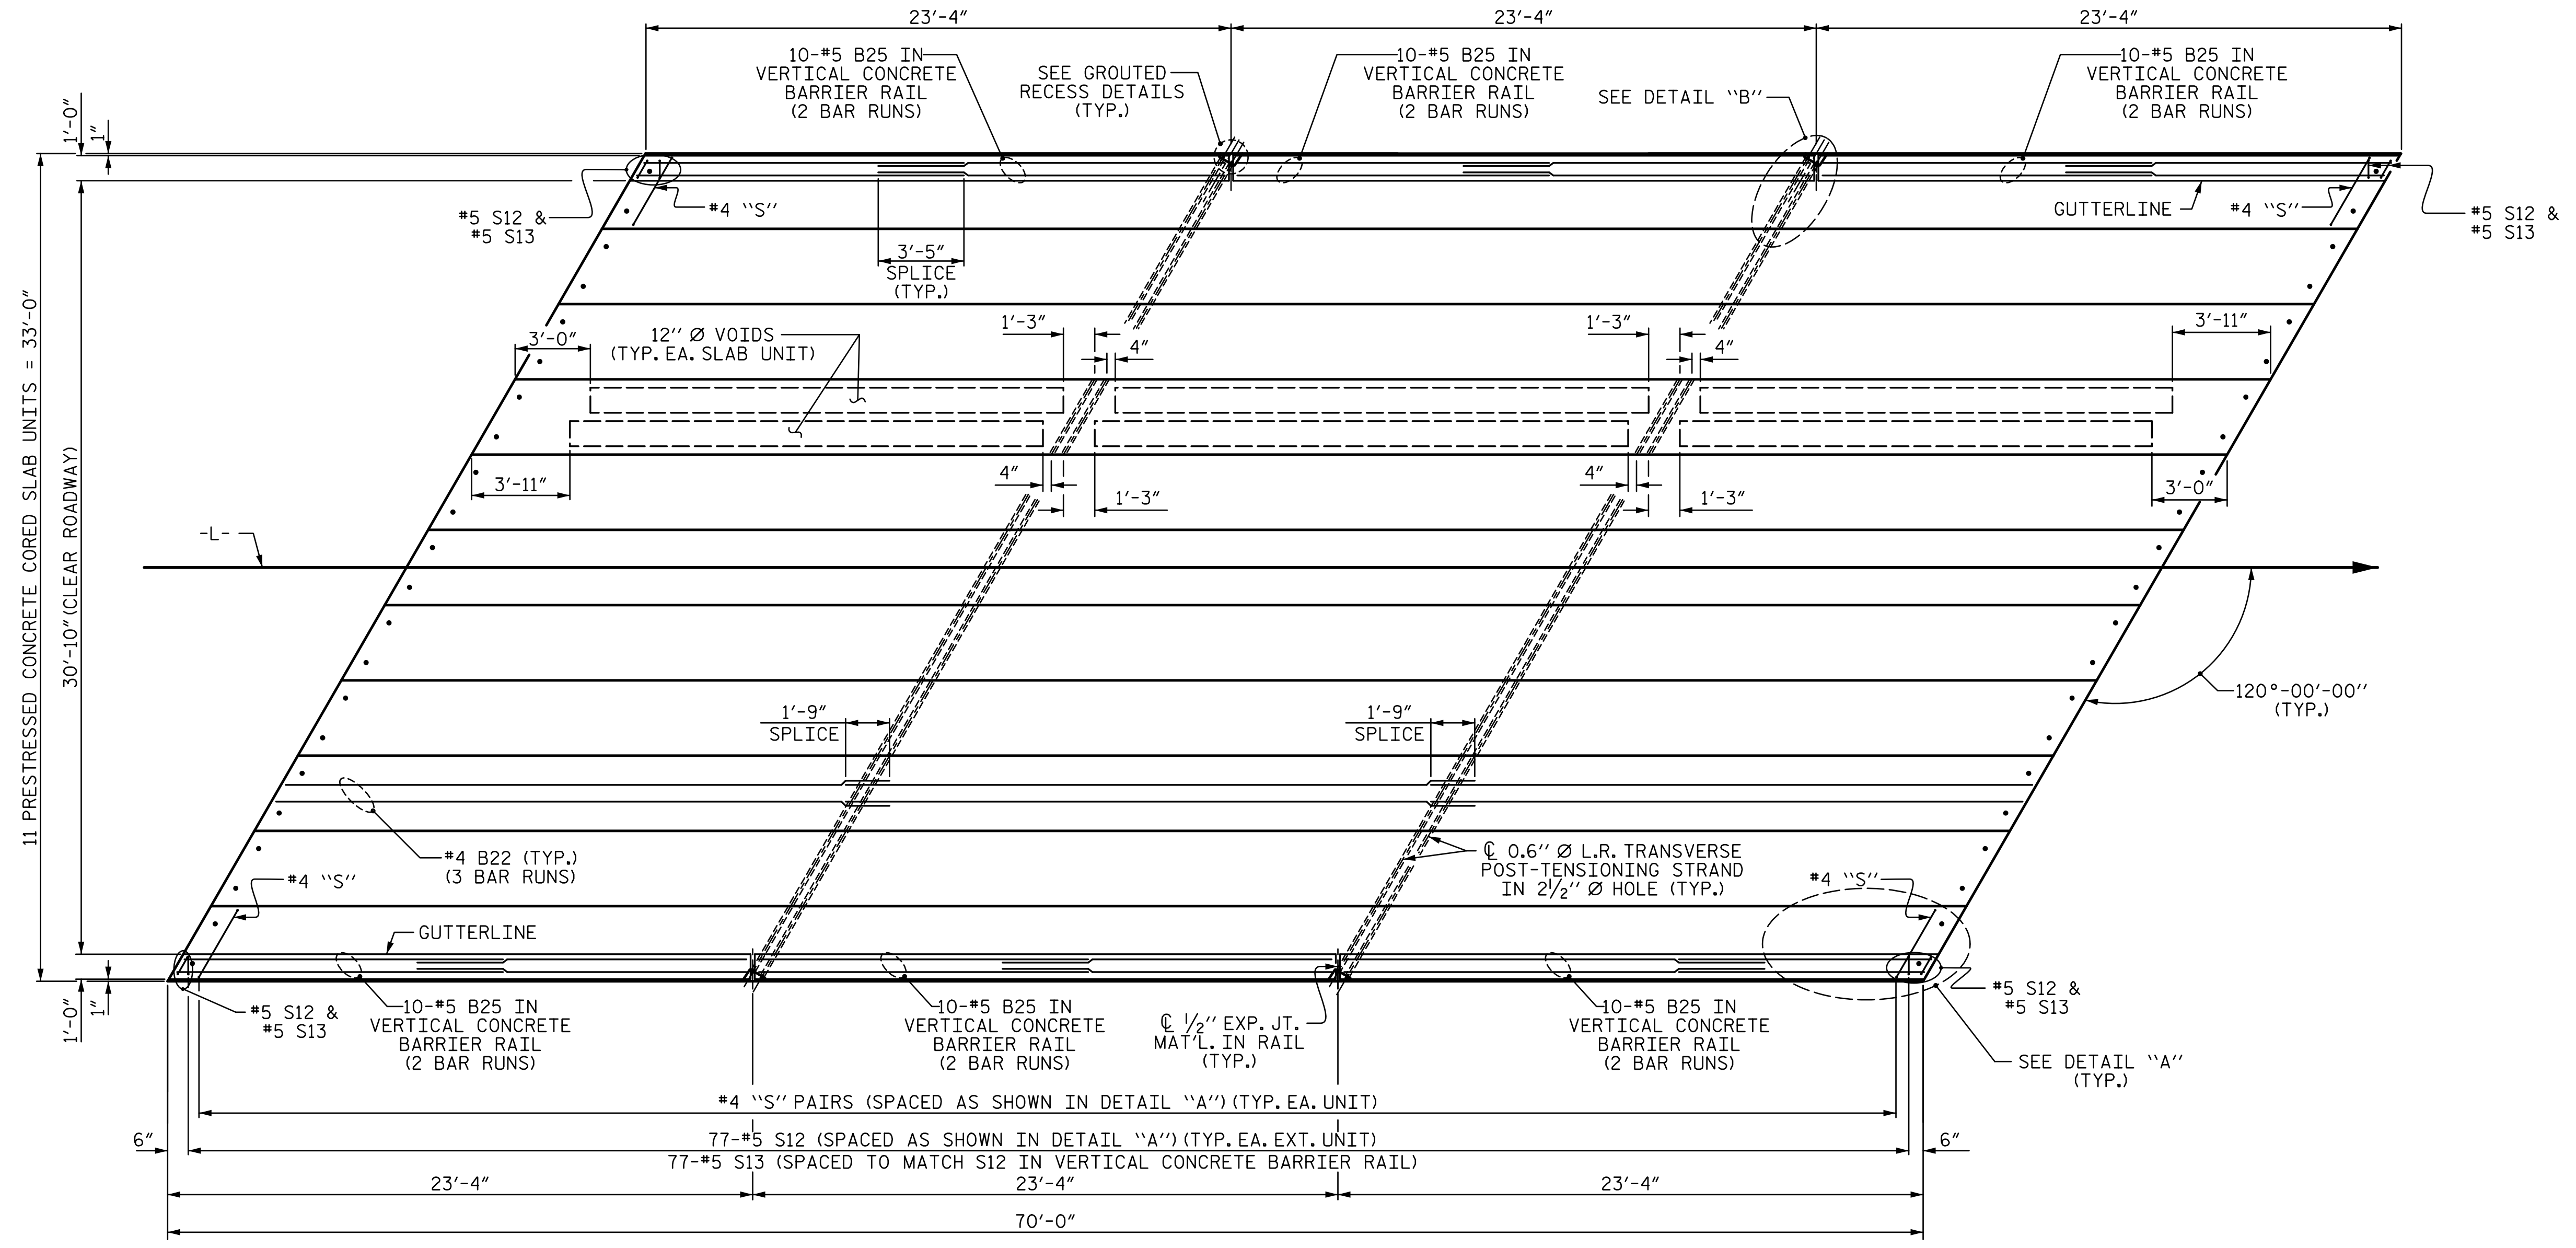 23'-4"
23'-4"
23'-4"
10-#5 B25 IN
VERTICAL CONCRETE
BARRIER RAIL
(2 BAR RUNS)
SEE GROUTED
RECESS DETAILS
(TYP.)
10-#5 B25 IN
VERTICAL CONCRETE
BARRIER RAIL
(2 BAR RUNS)
SEE DETAIL "B"
10-#5 B25 IN
VERTICAL CONCRETE
BARRIER RAIL
(2 BAR RUNS)
1'-0"
1"
#5 S12 &
#5 S13
#4 "S"
3'-5"
SPLICE
(TYP.)
GUTTERLINE
#4 "S"
#5 S12 &
#5 S13
11 PRESTRESSED CONCRETE CORED SLAB UNITS = 33'-0"
30'-10"(CLEAR ROADWAY)
3'-0"
12" Ø VOIDS
(TYP. EA. SLAB UNIT)
1'-3"
4"
1'-3"
4"
3'-11"
3'-11"
4"
1'-3"
4"
1'-3"
3'-0"
-L-
120°-00'-00"
(TYP.)
1'-9"
SPLICE
1'-9"
SPLICE
#4 B22 (TYP.)
(3 BAR RUNS)
#4 "S"
℄ 0.6" Ø L.R. TRANSVERSE
POST-TENSIONING STRAND
IN 2½" Ø HOLE (TYP.)
#4 "S"
GUTTERLINE
1'-0"
1"
#5 S12 &
#5 S13
10-#5 B25 IN
VERTICAL CONCRETE
BARRIER RAIL
(2 BAR RUNS)
10-#5 B25 IN
VERTICAL CONCRETE
BARRIER RAIL
(2 BAR RUNS)
℄ ½" EXP. JT.
MAT'L. IN RAIL
(TYP.)
10-#5 B25 IN
VERTICAL CONCRETE
BARRIER RAIL
(2 BAR RUNS)
#5 S12 &
#5 S13
SEE DETAIL "A"
(TYP.)
#4 "S" PAIRS (SPACED AS SHOWN IN DETAIL "A") (TYP. EA. UNIT)
6"
77-#5 S12 (SPACED AS SHOWN IN DETAIL "A") (TYP. EA. EXT. UNIT)
6"
77-#5 S13 (SPACED TO MATCH S12 IN VERTICAL CONCRETE BARRIER RAIL)
23'-4"
23'-4"
23'-4"
70'-0"